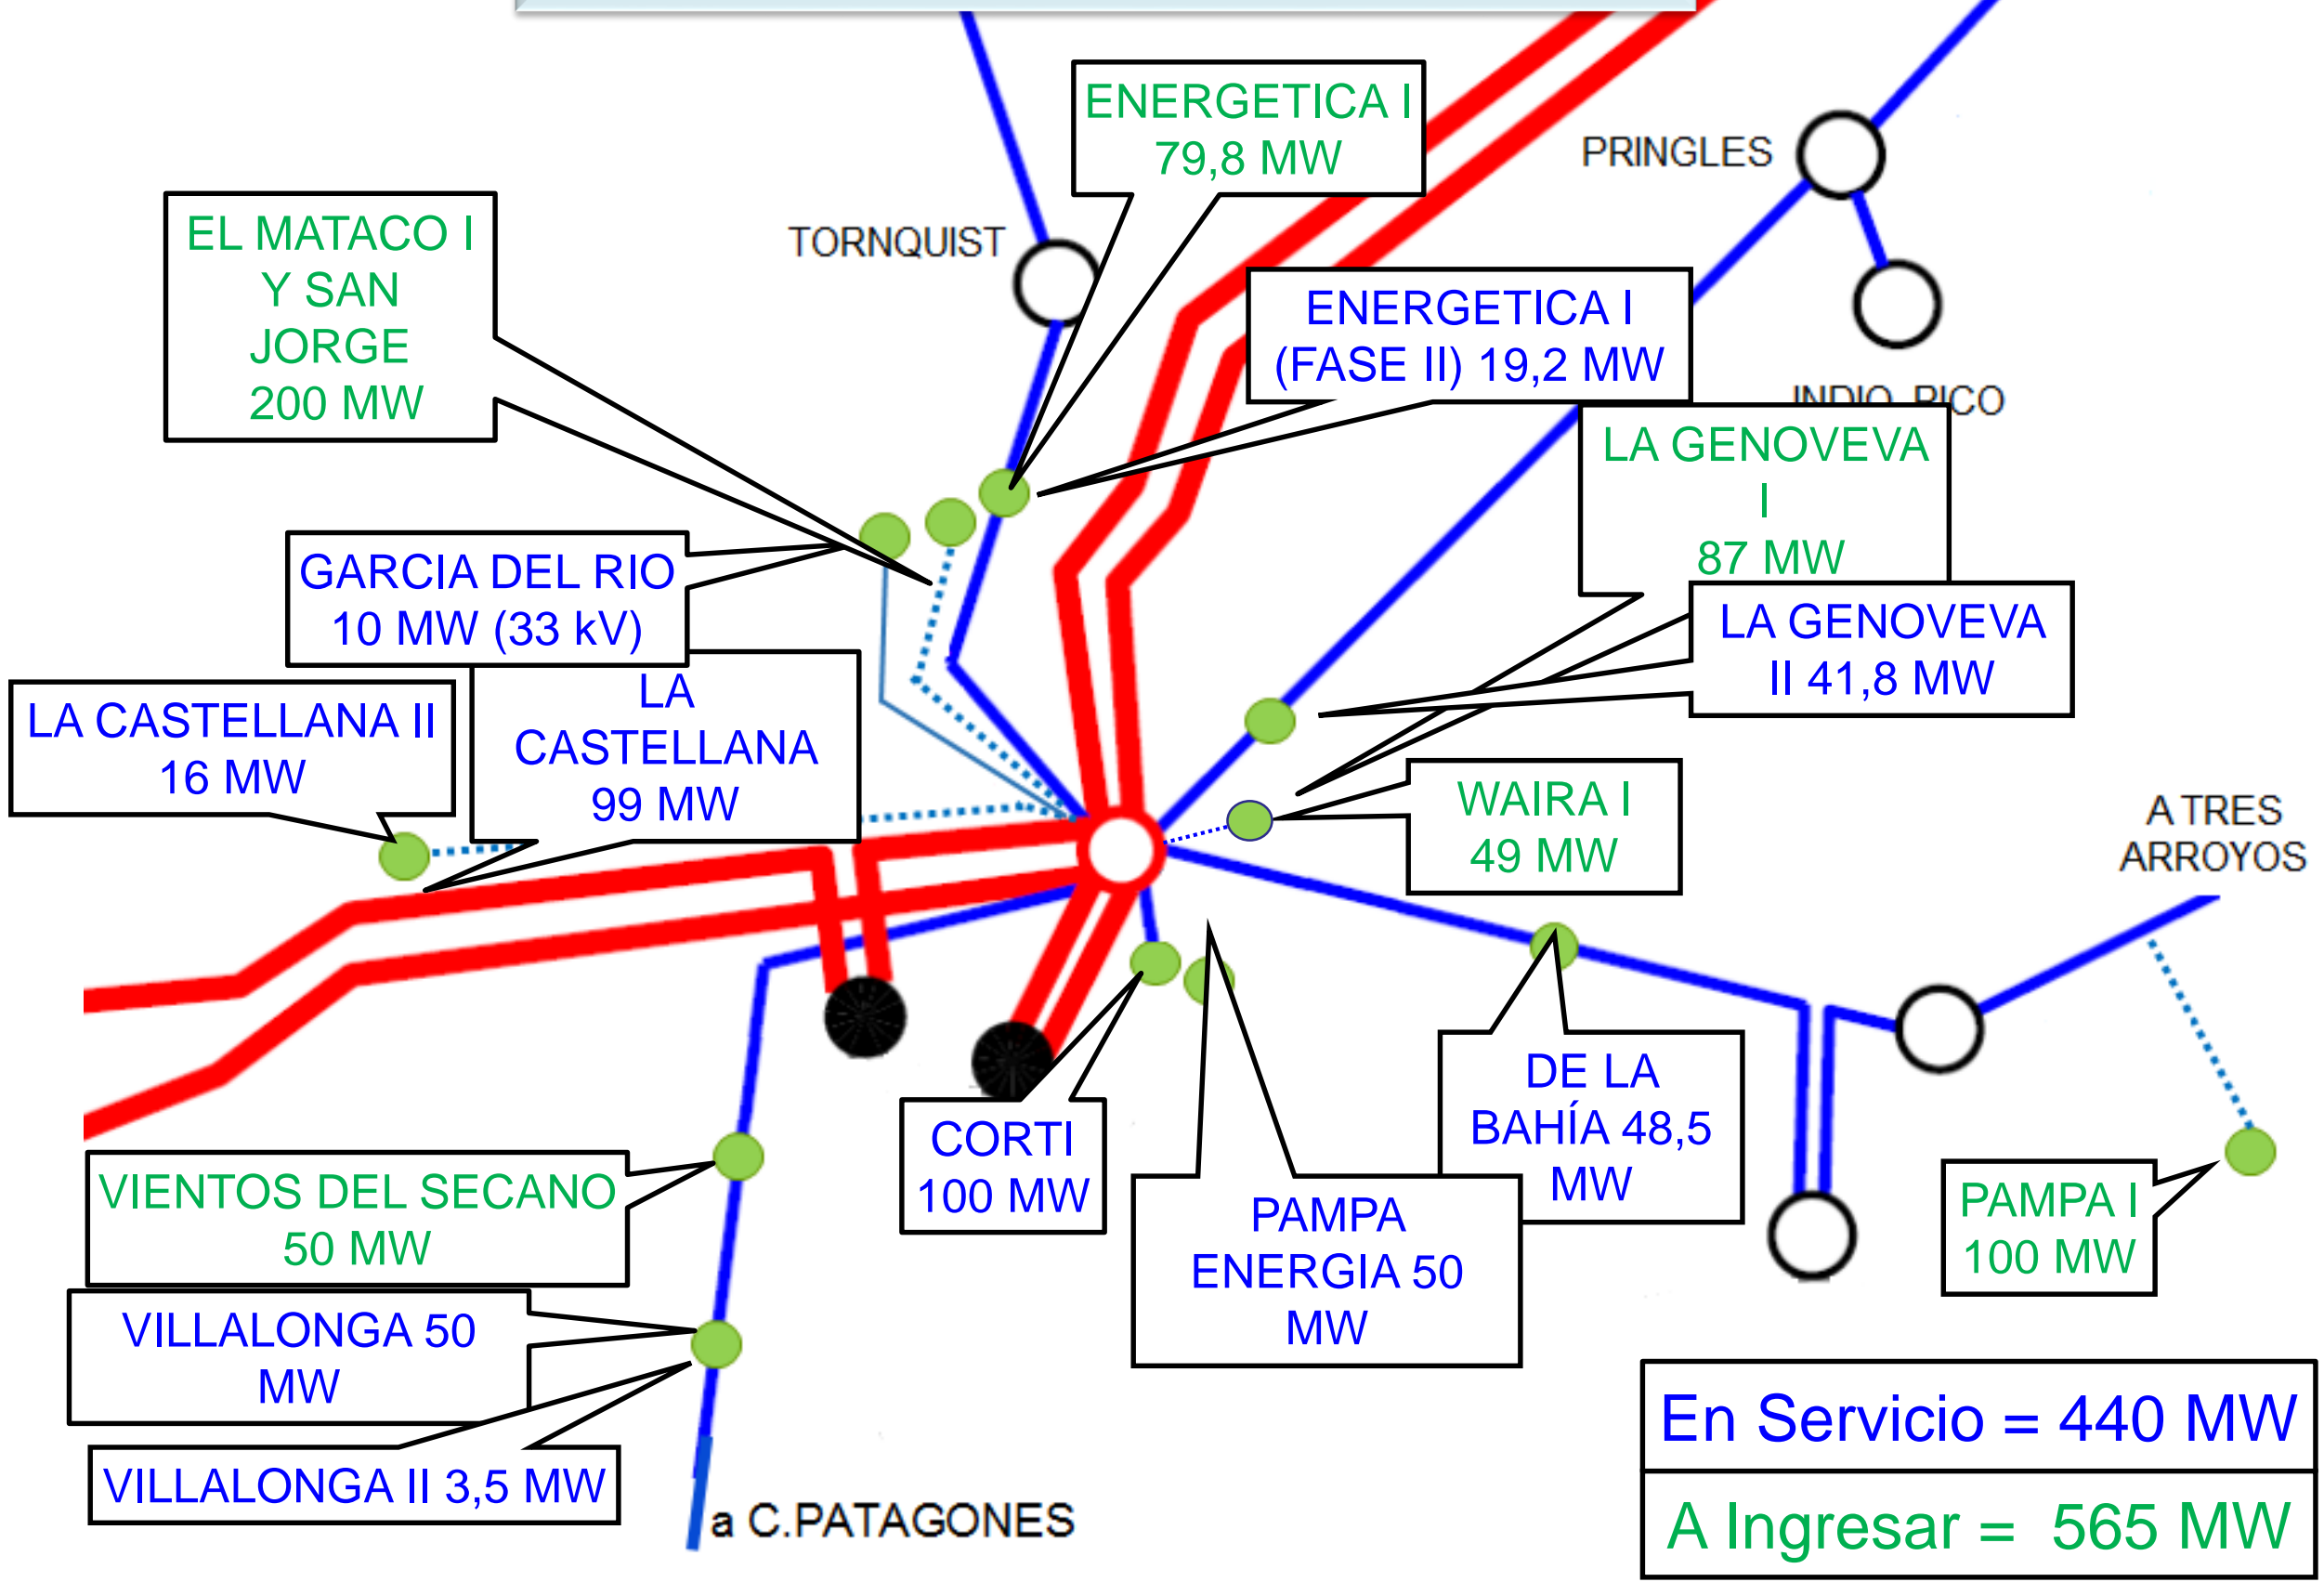 ENERGETICA I
79,8 MW
PRINGLES
EL MATACO I
Y SAN
JORGE
200 MW
TORNQUIST
ENERGETICA I
(FASE II) 19,2 MW
INDIO RICO
LA GENOVEVA
I
87 MW
GARCIA DEL RIO
10 MW (33 kV)
LA GENOVEVA
II 41,8 MW
LA CASTELLANA II
16 MW
LA
CASTELLANA
99 MW
WAIRA I
49 MW
A TRES
ARROYOS
DE LA
BAHÍA 48,5
MW
CORTI
100 MW
VIENTOS DEL SECANO
50 MW
PAMPA
ENERGIA 50
MW
PAMPA I
100 MW
VILLALONGA 50
MW
VILLALONGA II 3,5 MW
a C.PATAGONES
En Servicio = 440 MW
A Ingresar = 565 MW